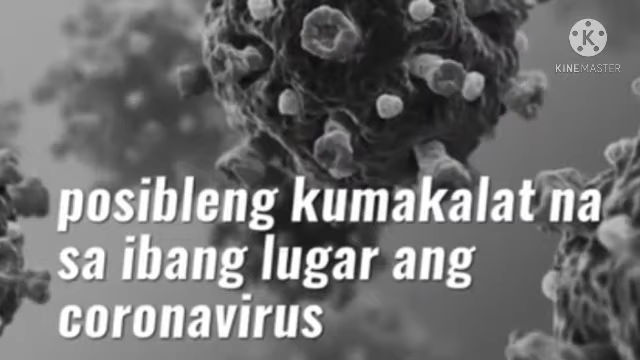 K
KINEMASTER
posibleng kumakalat na
sa ibang lugar ang
coronavirus